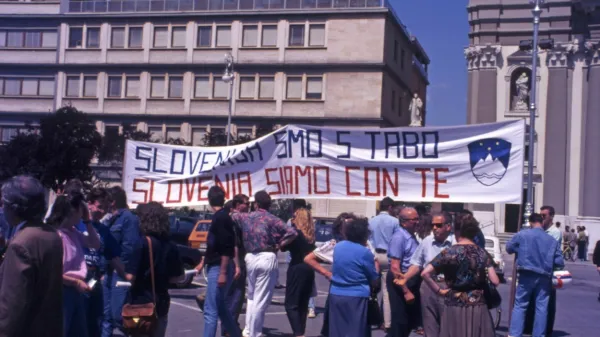 SLOVENIJA SMO S TABO
SLOVENIA SIAMO CON TE